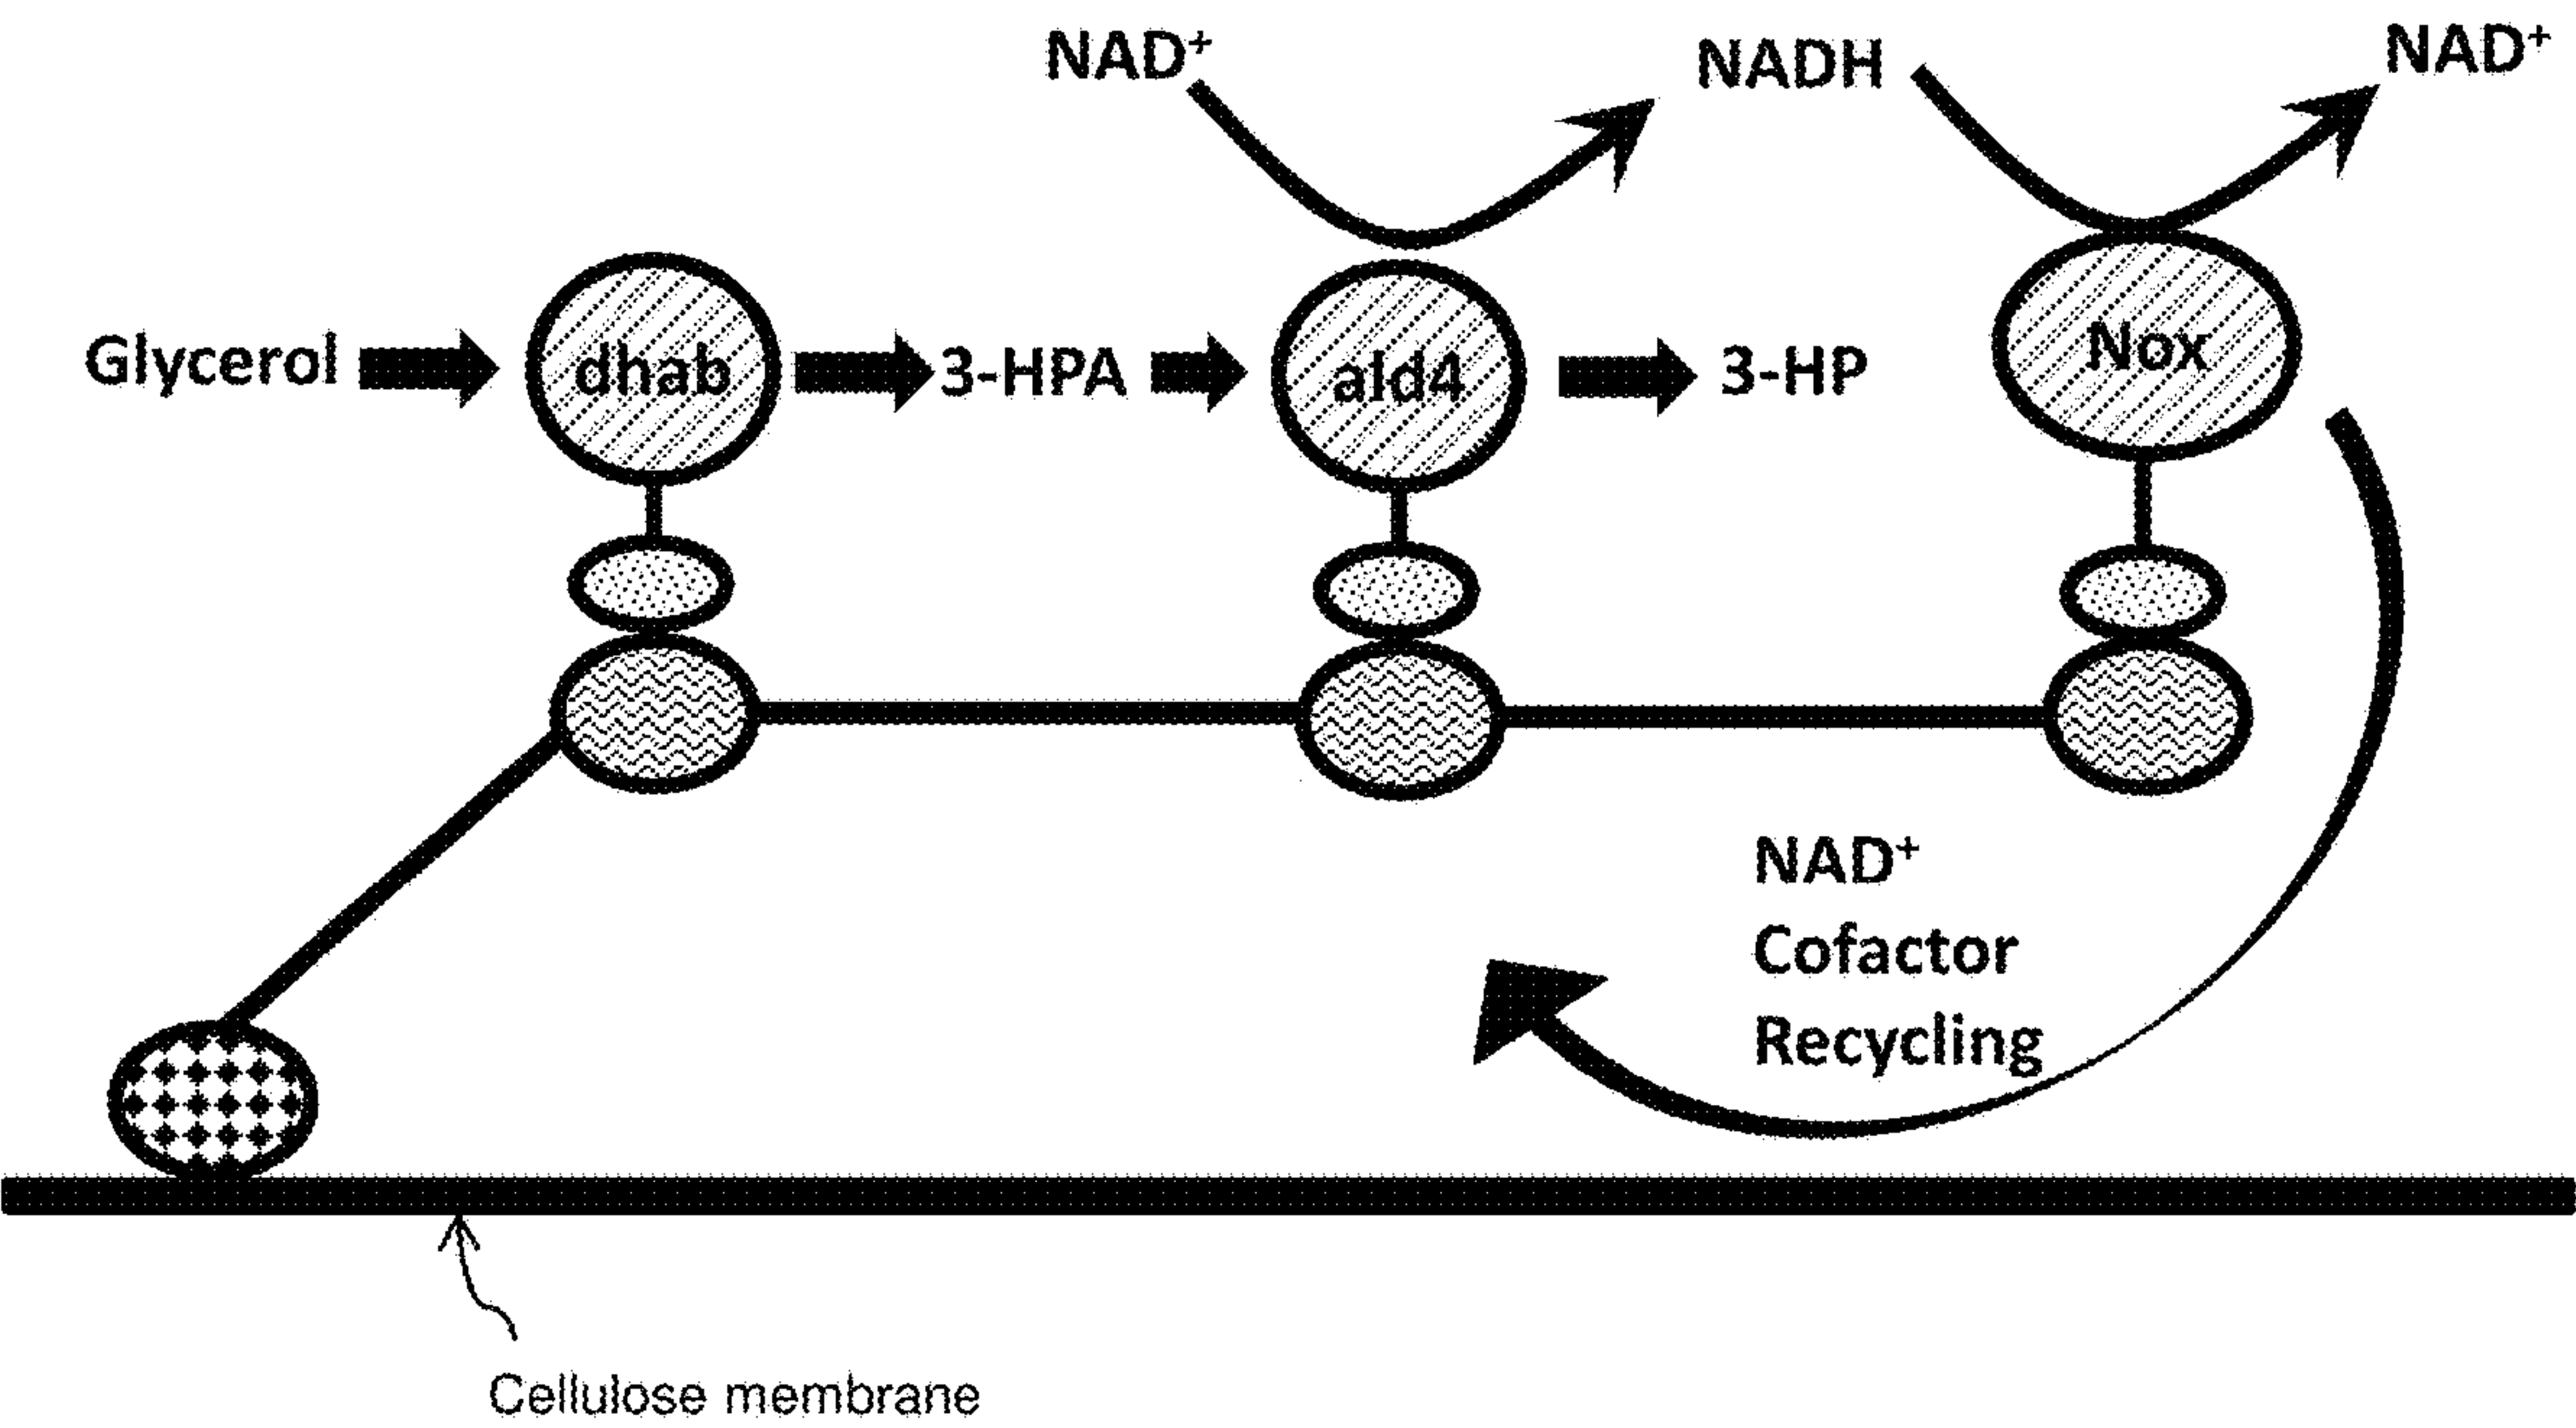 NAD⁺
NADH
NAD⁺
Glycerol
dhab
3-HPA
ald4
3-HP
Nox
NAD⁺
Cofactor
Recycling
Cellulose membrane